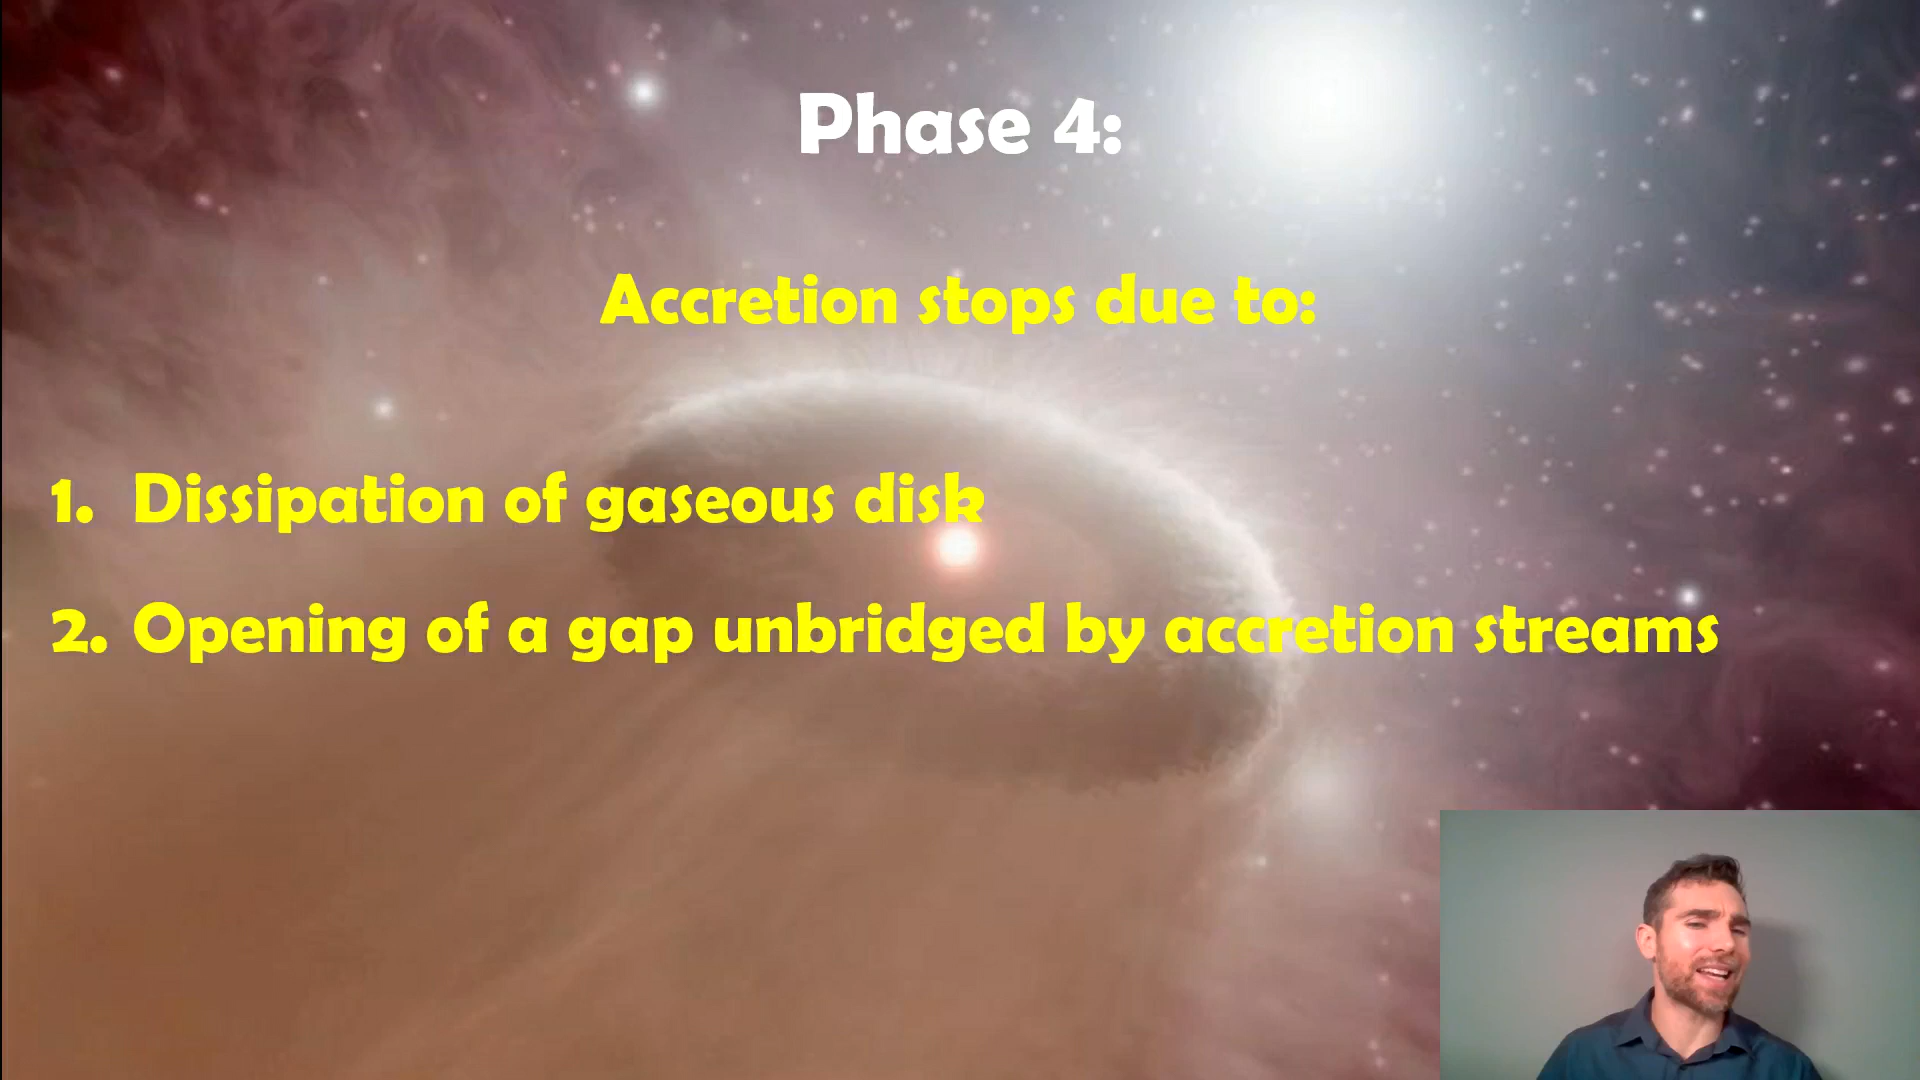 Phase 4:
Accretion stops due to:
1. Dissipation of gaseous disk
2. Opening of a gap unbridged by accretion streams